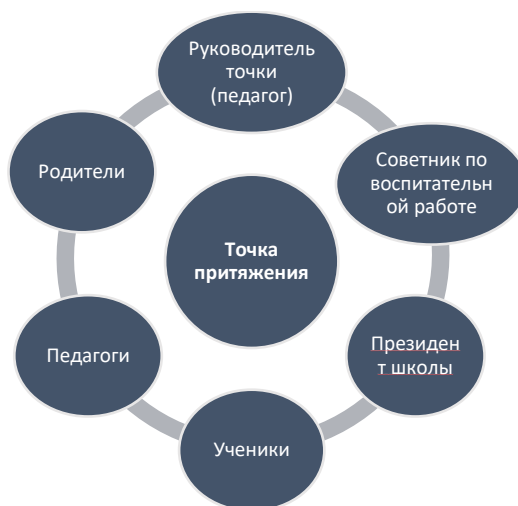 Руководитель
точки
(педагог)
Советник по
воспитательн
ой работе
Президен
т школы
Ученики
Педагоги
Родители
Точка
притяжения